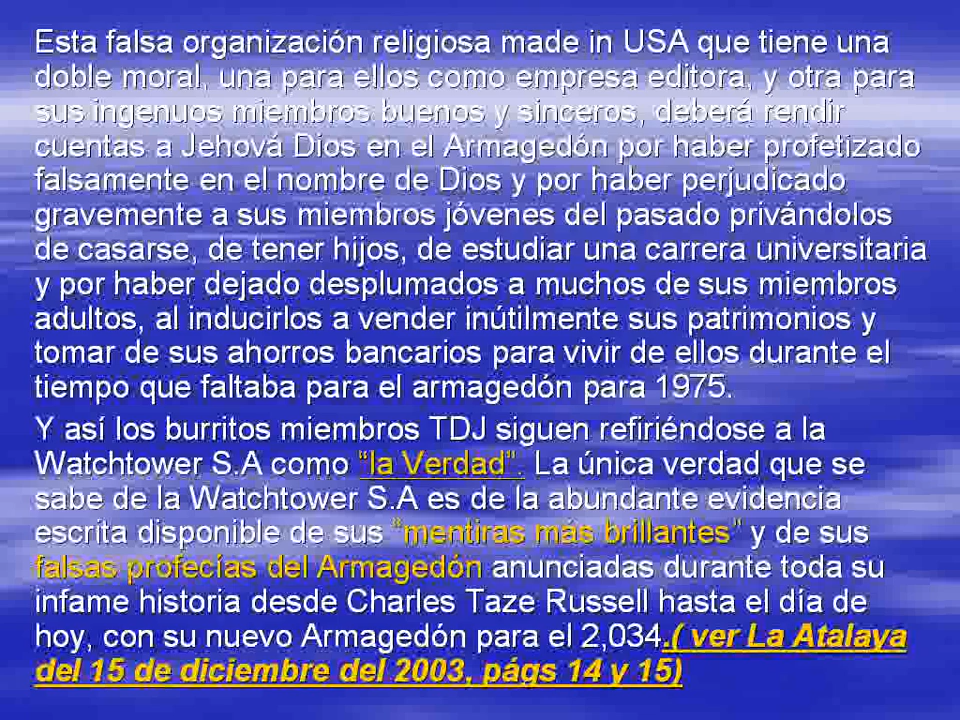 Esta falsa organización religiosa made in USA que tiene una
doble moral, una para ellos como empresa editora, y otra para
sus ingenuos miembros buenos y sinceros, deberá rendir
cuentas a Jehová Dios en el Armagedón por haber profetizado
falsamente en el nombre de Dios y por haber perjudicado
gravemente a sus miembros jóvenes del pasado privándolos
de casarse, de tener hijos, de estudiar una carrera universitaria
y por haber dejado desplumados a muchos de sus miembros
adultos, al inducirlos a vender inútilmente sus patrimonios y
tomar de sus ahorros bancarios para vivir de ellos durante el
tiempo que faltaba para el armagedón para 1975.
Y así los burritos miembros TDJ siguen refiriéndose a la
Watchtower S.A como "la Verdad". La única verdad que se
sabe de la Watchtower S.A es de la abundante evidencia
escrita disponible de sus "mentiras más brillantes" y de sus
falsas profecías del Armagedón anunciadas durante toda su
infame historia desde Charles Taze Russell hasta el día de
hoy, con su nuevo Armagedón para el 2,034.( ver La Atalaya
del 15 de diciembre del 2003, págs 14 y 15)